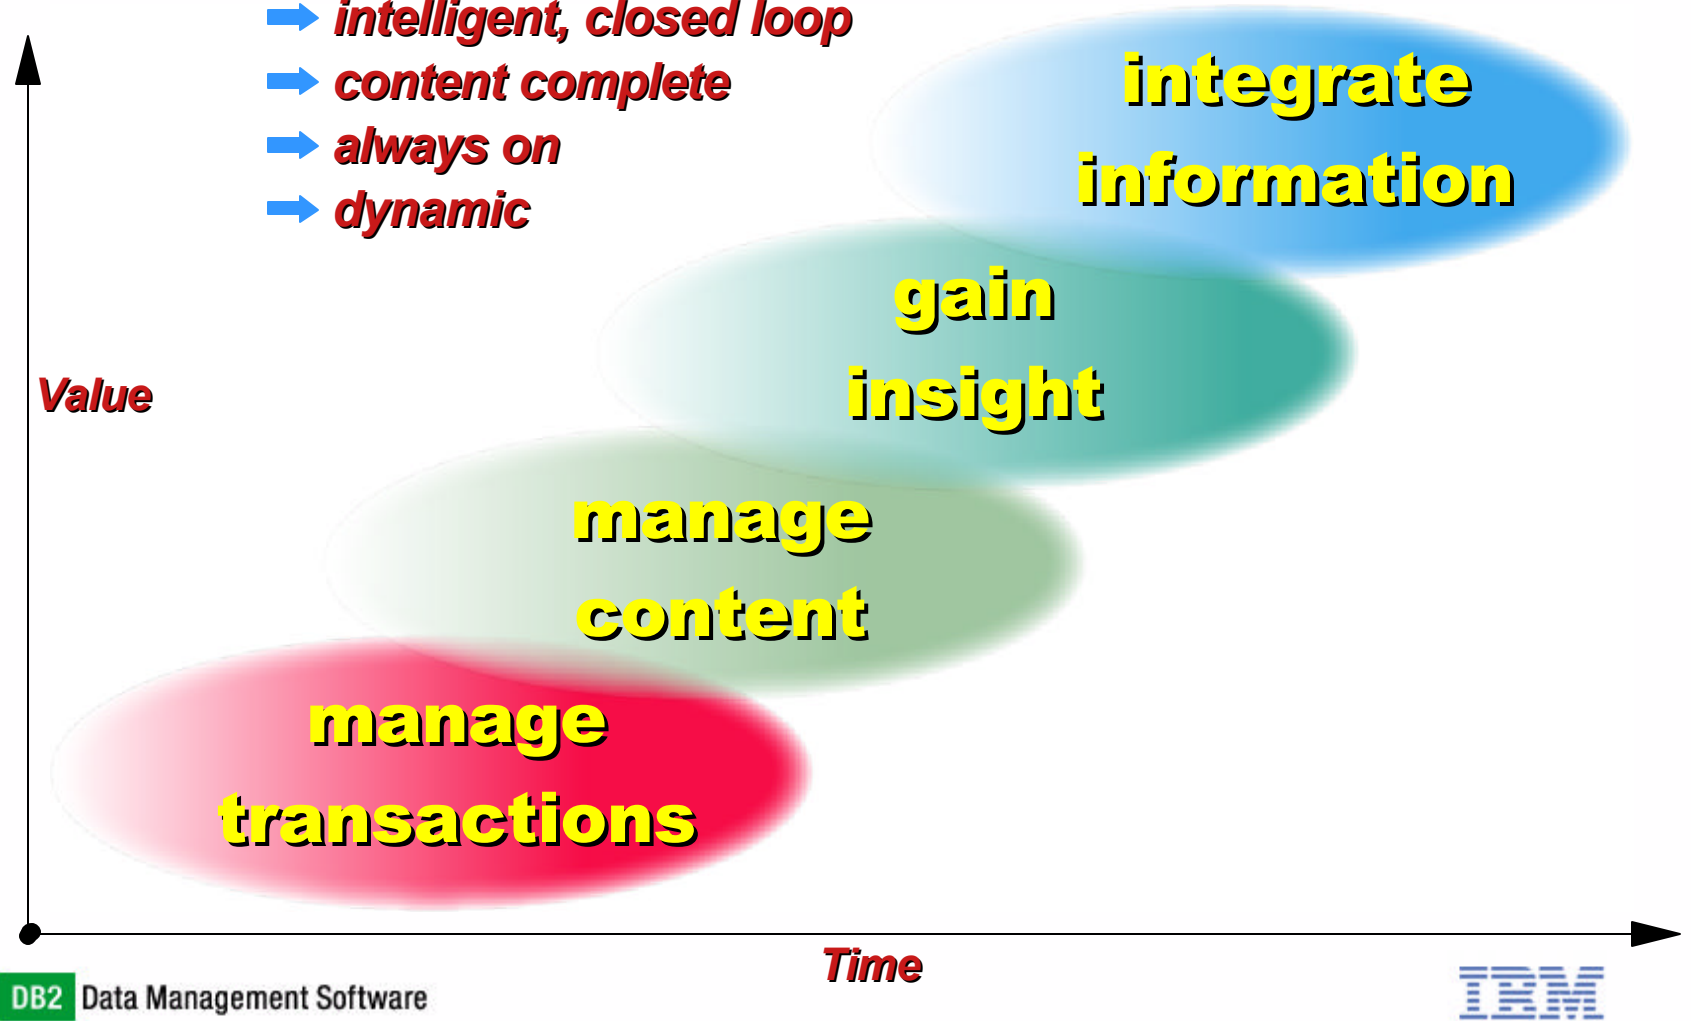 intelligent, closed loop
content complete
always on
dynamic
integrate
information
gain
insight
Value
manage
content
manage
transactions
Time
DB2 Data Management Software
IBM